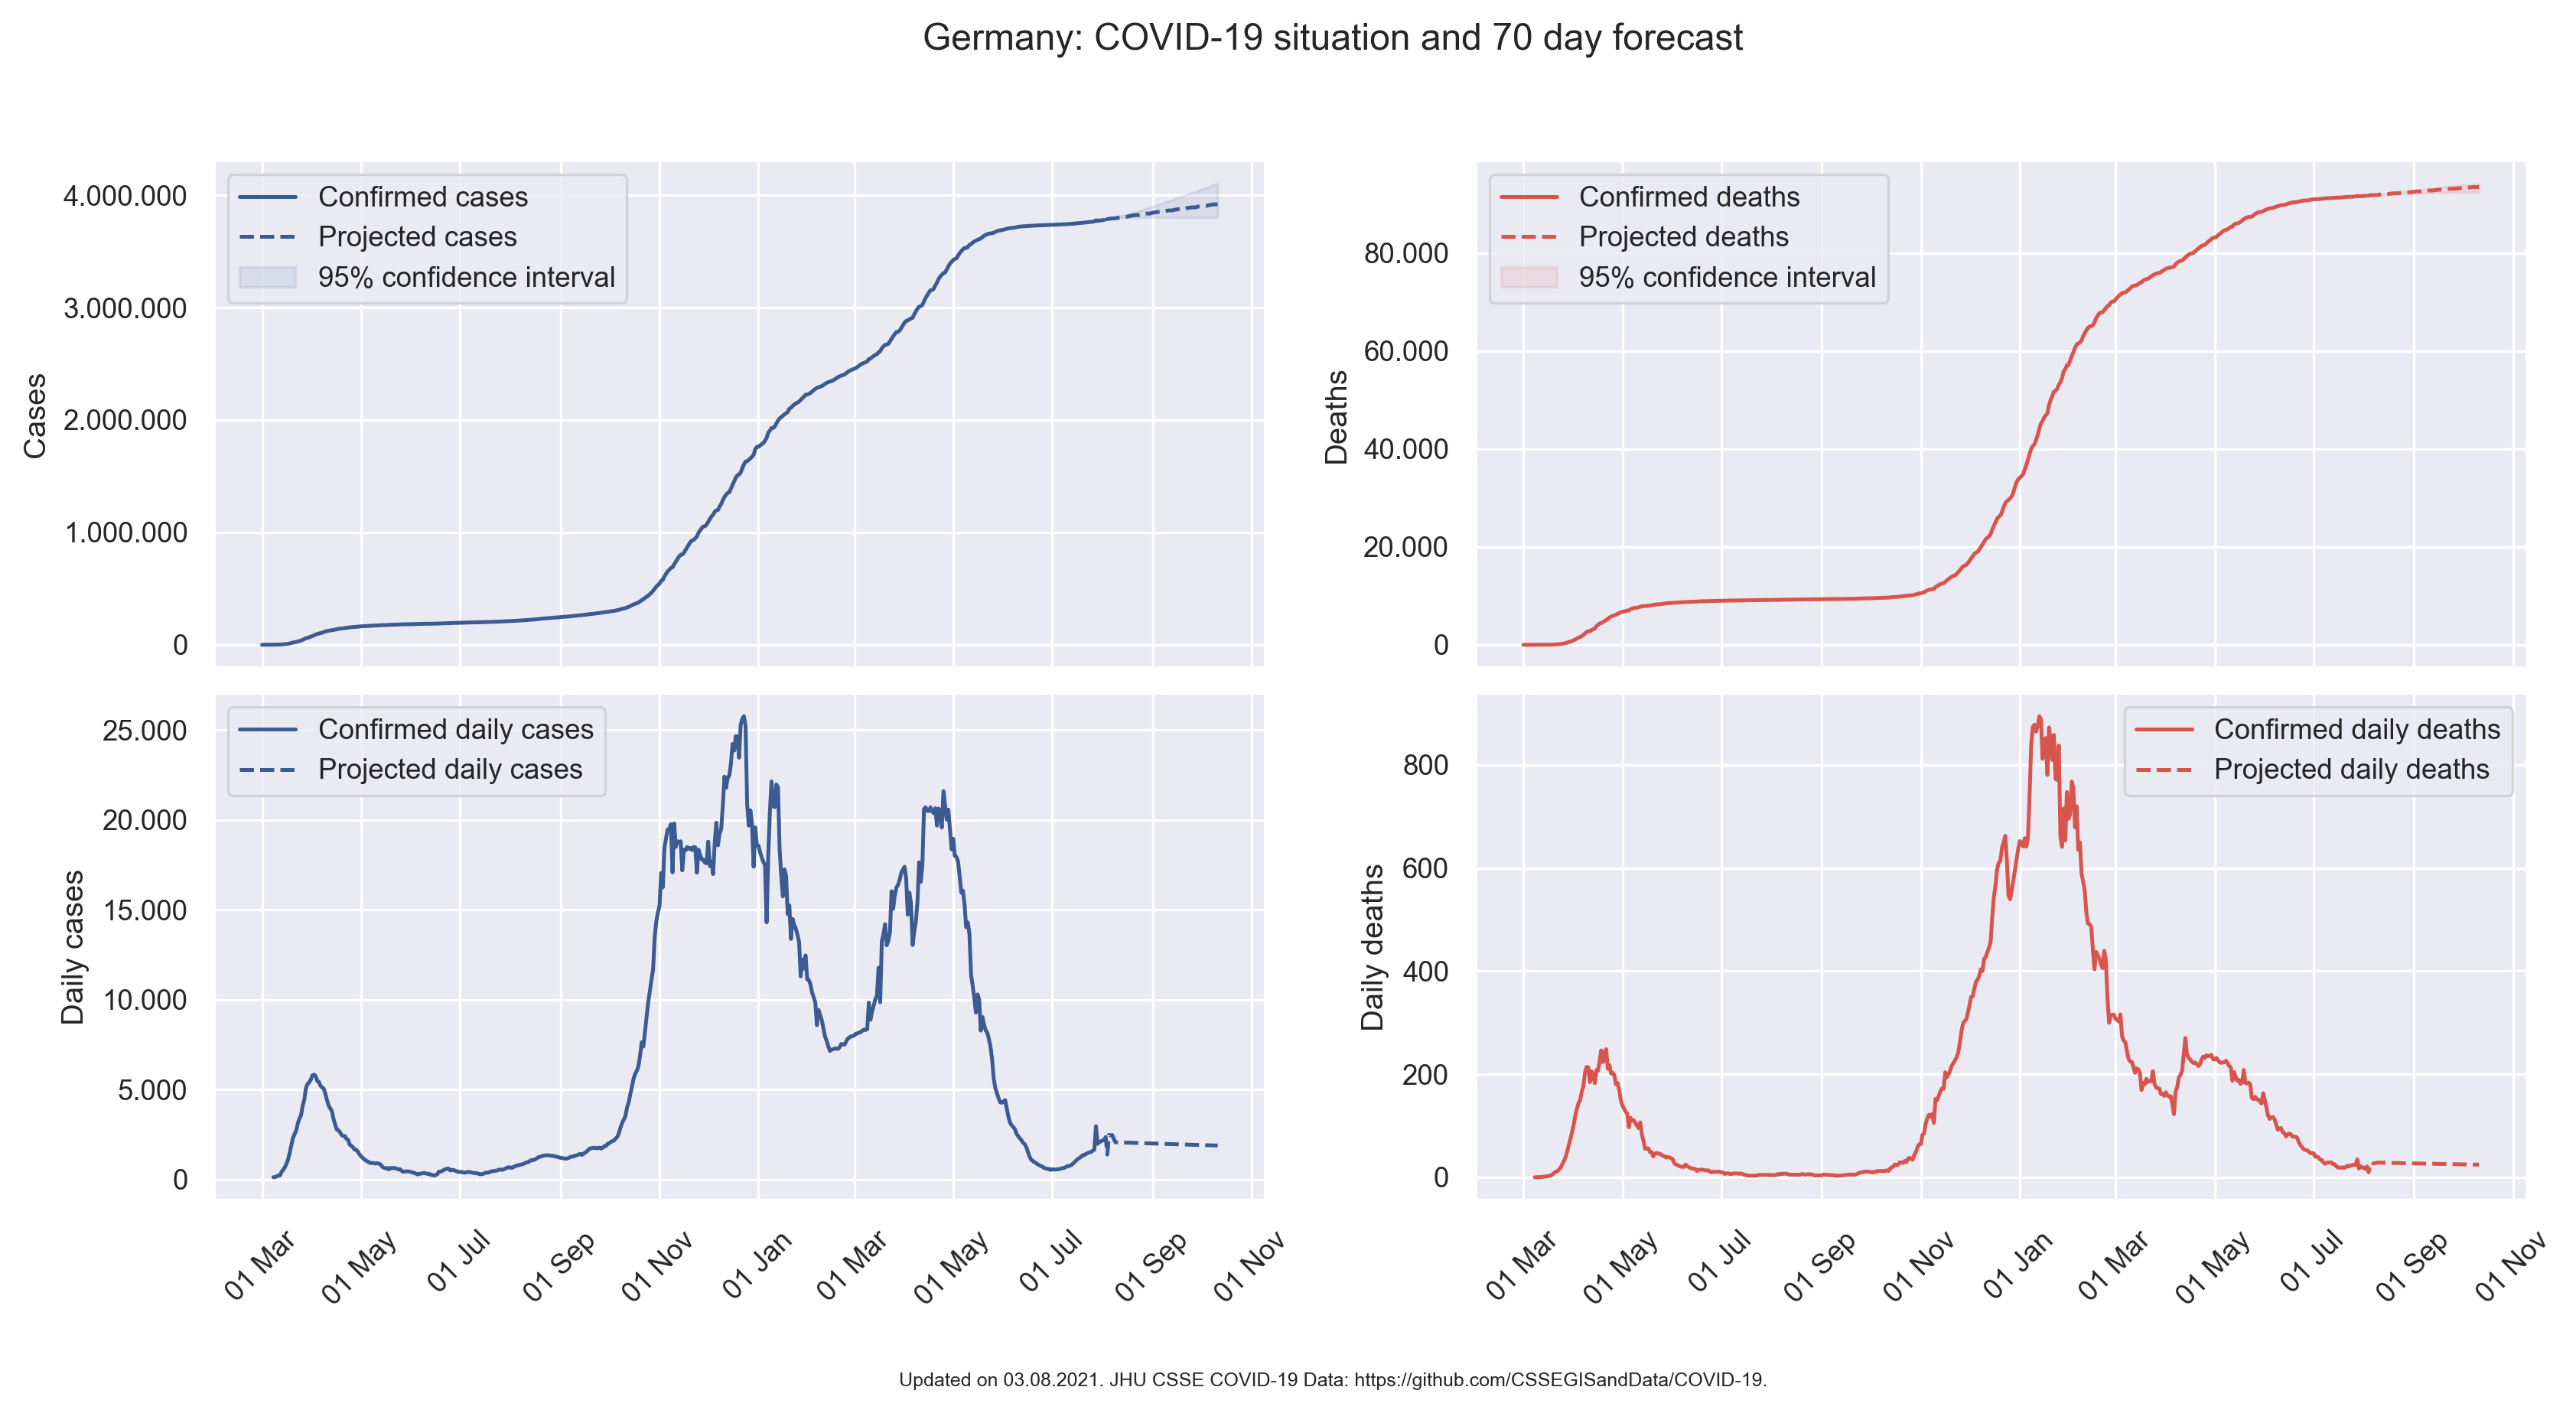 Germany: COVID-19 situation and 70 day forecast
Confirmed cases
Projected cases
95% confidence interval
4.000.000
3.000.000
2.000.000
1.000.000
0
Cases
Confirmed deaths
Projected deaths
95% confidence interval
80.000
60.000
40.000
20.000
0
Deaths
Confirmed daily cases
Projected daily cases
25.000
20.000
15.000
10.000
5.000
0
Daily cases
01 Mar
01 May
01 Jul
01 Sep
01 Nov
01 Jan
01 Mar
01 May
01 Jul
01 Sep
01 Nov
Confirmed daily deaths
Projected daily deaths
800
600
400
200
0
Daily deaths
01 Mar
01 May
01 Jul
01 Sep
01 Nov
01 Jan
01 Mar
01 May
01 Jul
01 Sep
01 Nov
Updated on 03.08.2021. JHU CSSE COVID-19 Data: https://github.com/CSSEGISandData/COVID-19.